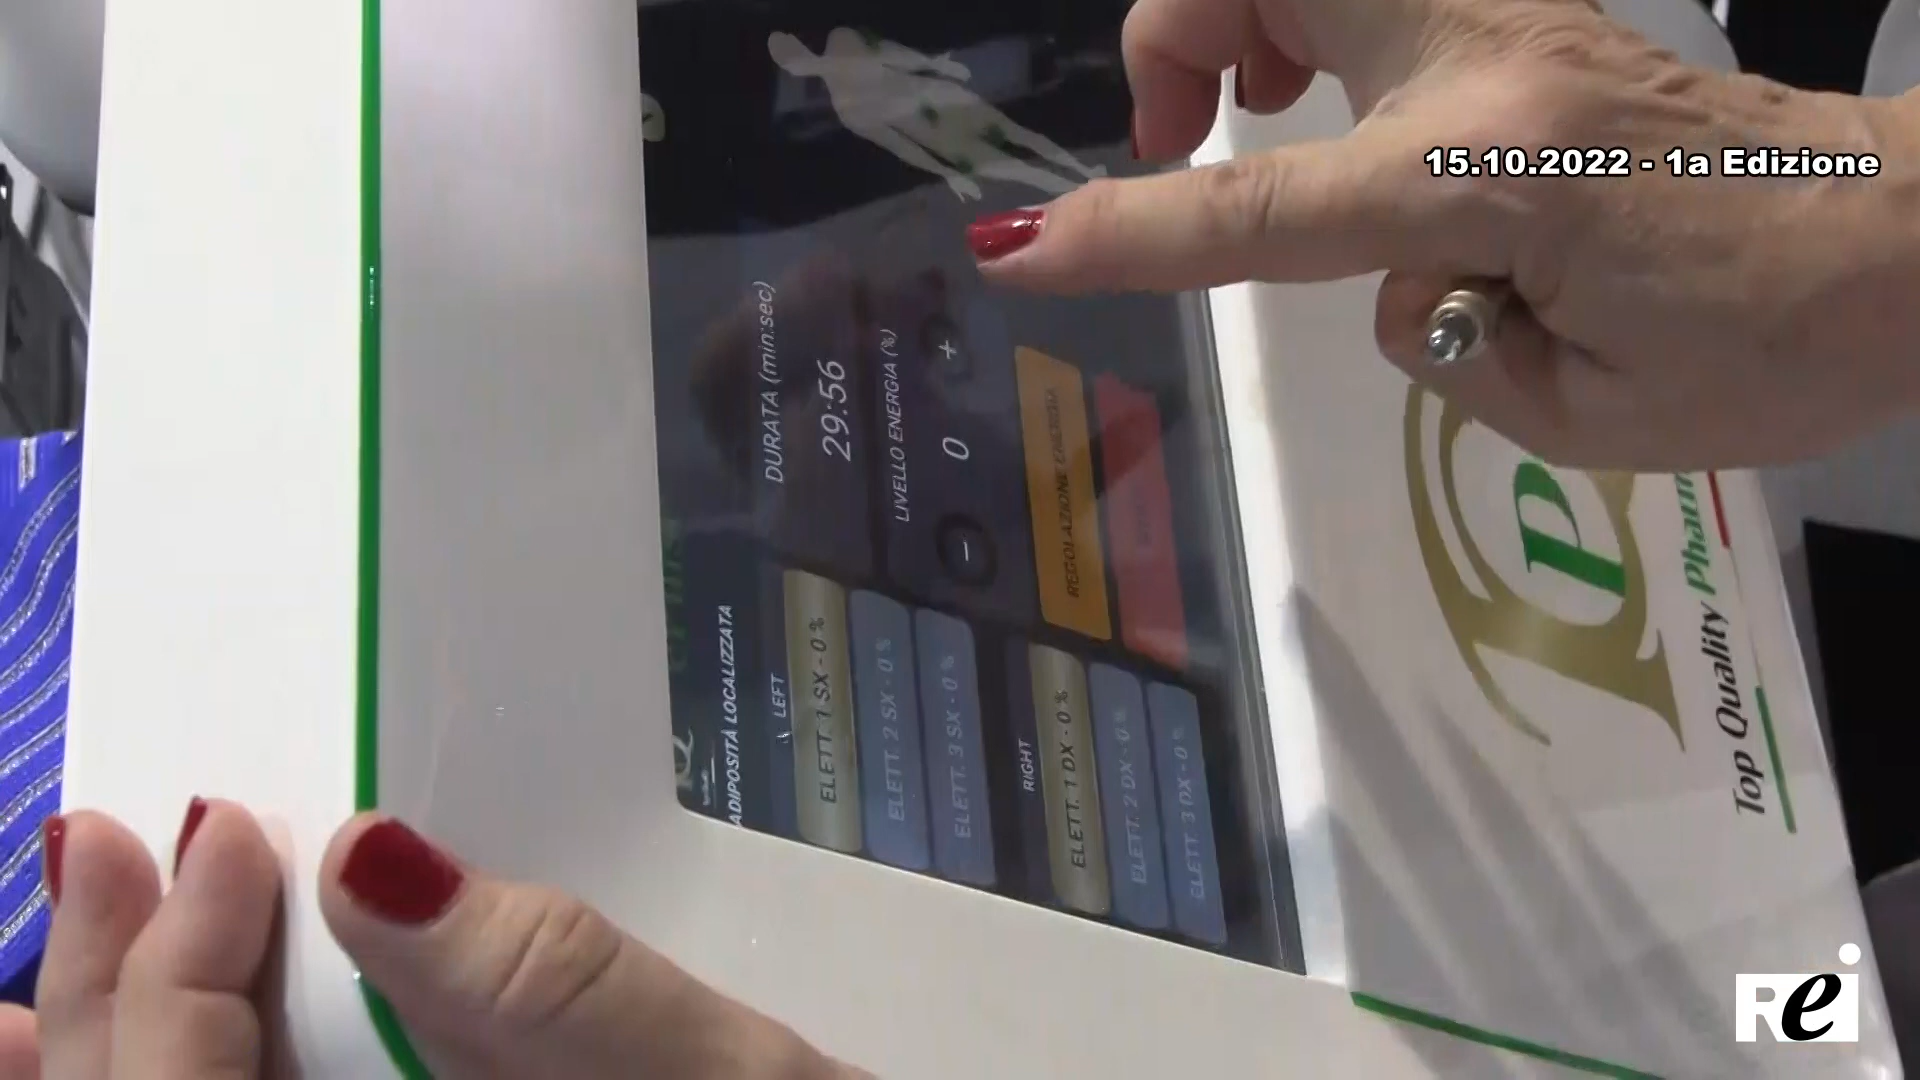 15.10.2022 - 1a Edizione
ADIPOSITÀ LOCALIZZATA
DURATA (min:sec)
29:56
LIVELLO ENERGIA (%)
- 0 +
REGOLAZIONE ENERGIA
LEFT
ELETT. 1 SX - 0 %
ELETT. 2 SX - 0 %
ELETT. 3 SX - 0 %
RIGHT
ELETT. 1 DX - 0 %
ELETT. 2 DX - 0 %
ELETT. 3 DX - 0 %
Top Quality
Rei